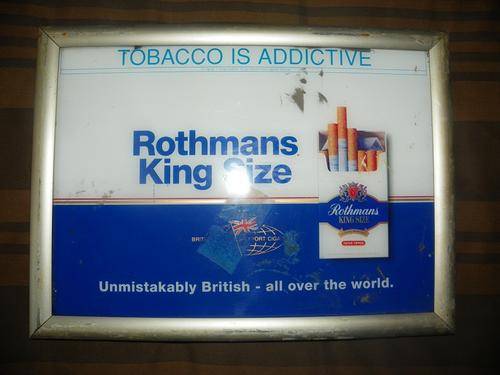 TOBACCO IS ADDICTIVE
Rothmans
King Size
Rothmans
KING SIZE
Unmistakably British - all over the world.